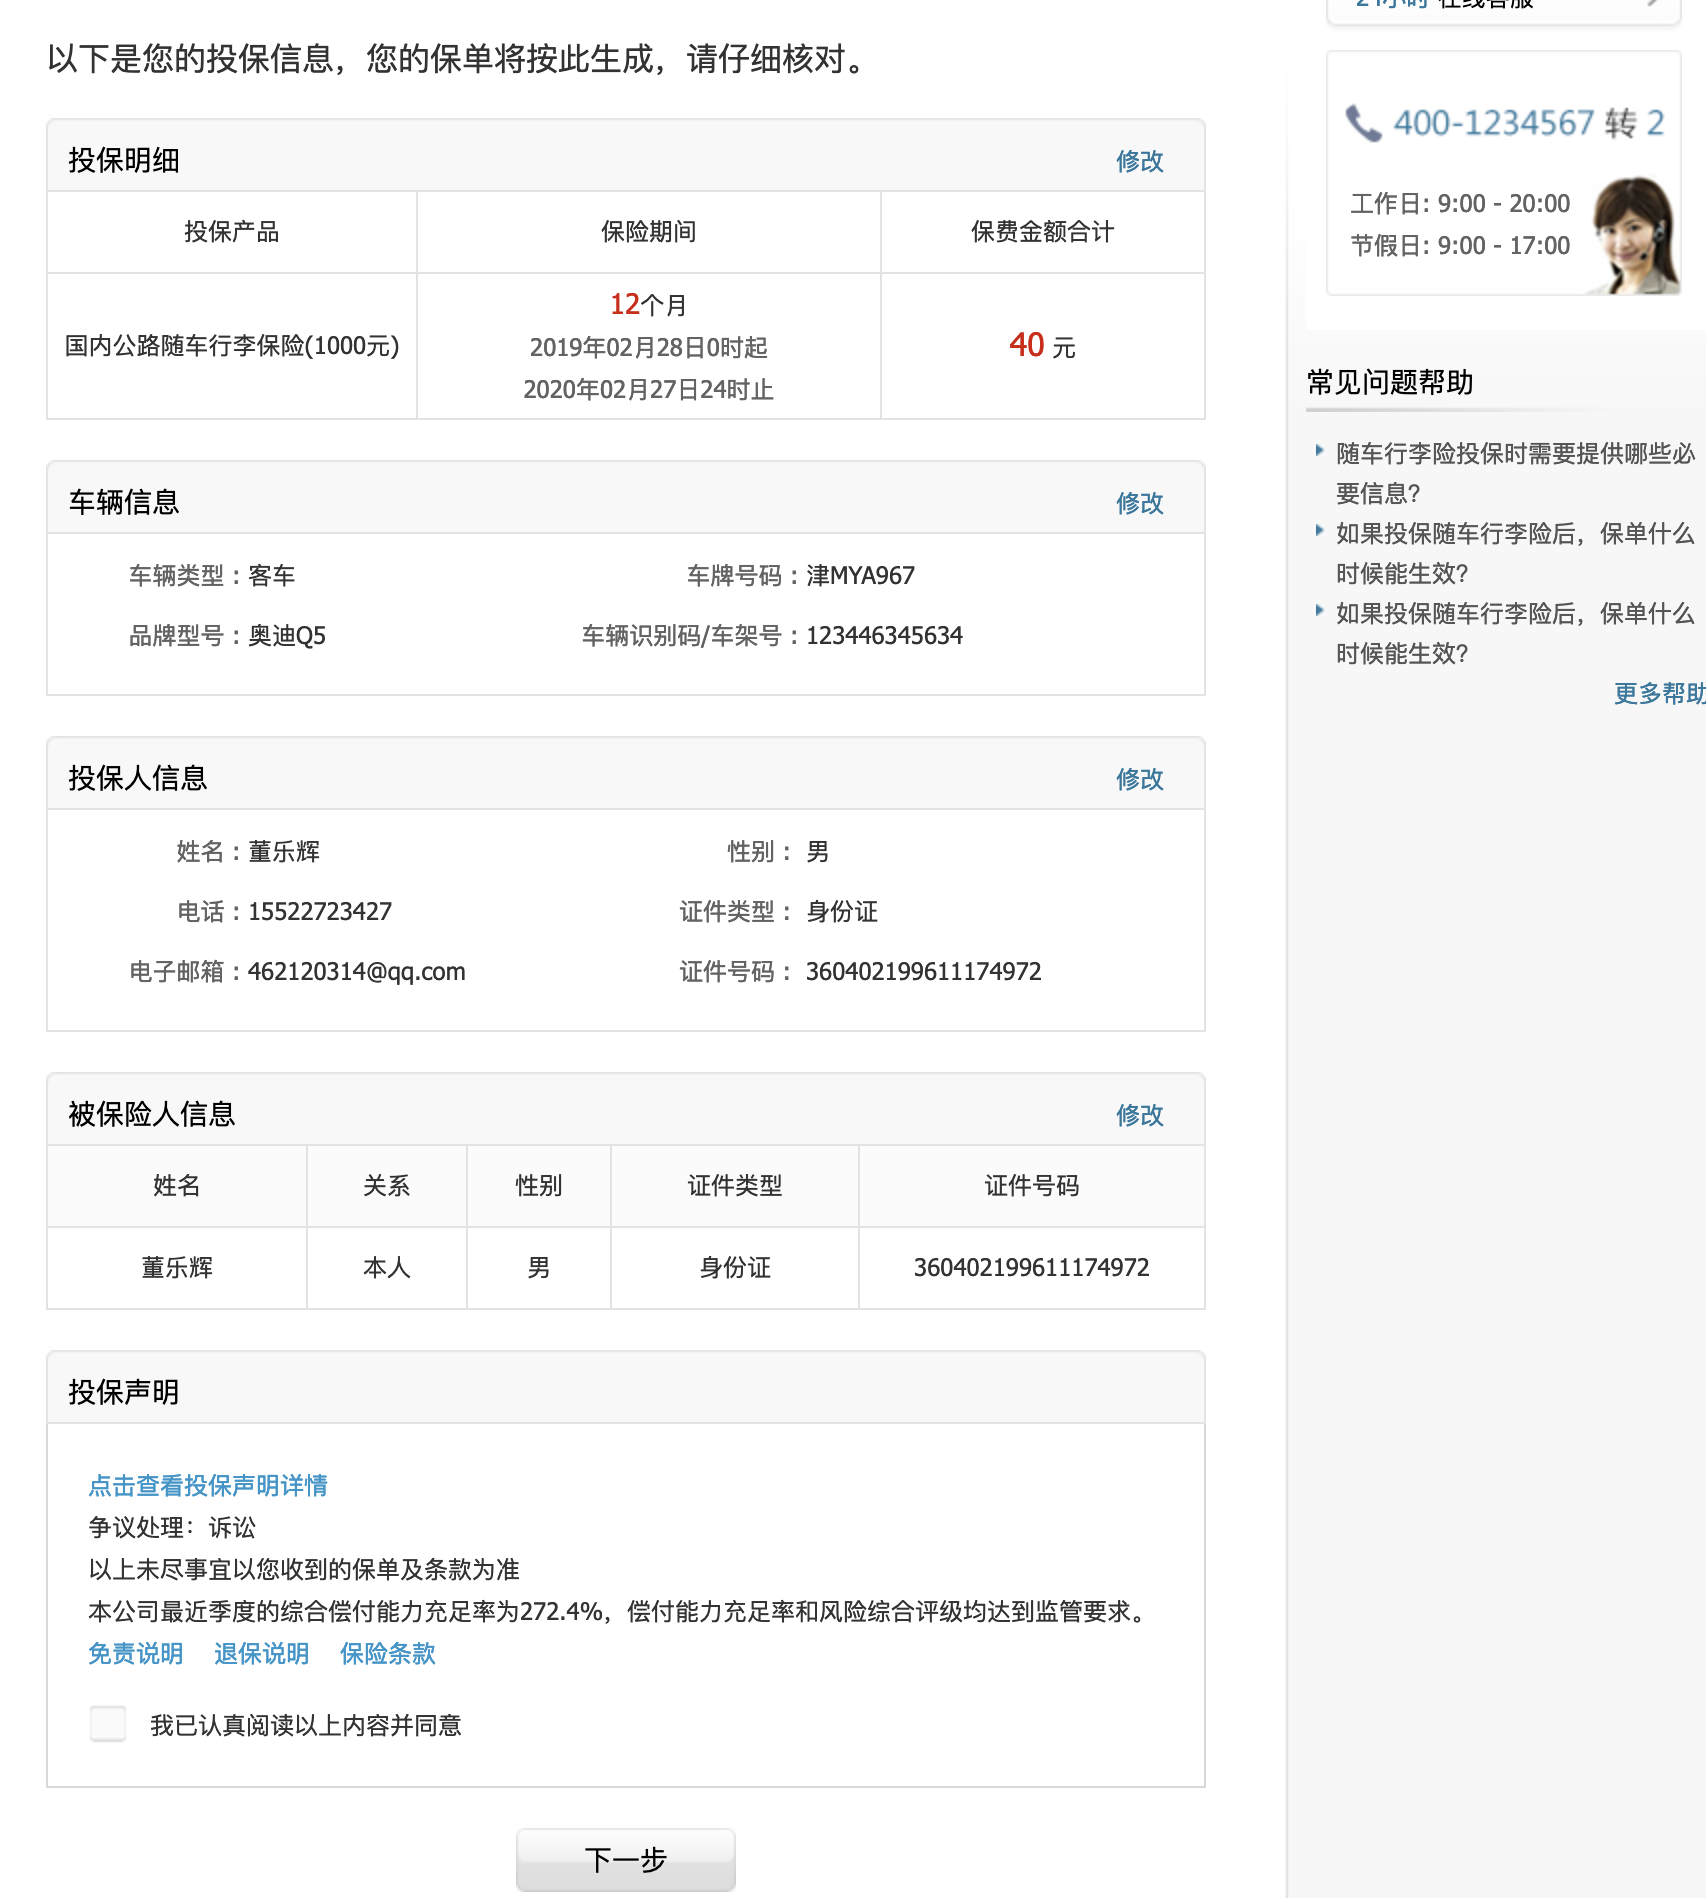 以下是您的投保信息，您的保单将按此生成，请仔细核对。
投保明细 修改
投保产品 保险期间 保费金额合计
国内公路随车行李保险(1000元)
12个月
2019年02月28日0时起
2020年02月27日24时止
40 元
车辆信息 修改
车辆类型：客车 车牌号码：津MYA967
品牌型号：奥迪Q5 车辆识别码/车架号：123446345634
投保人信息 修改
姓名：董乐辉 性别： 男
电话：15522723427 证件类型： 身份证
电子邮箱：462120314@qq.com 证件号码： 360402199611174972
被保险人信息 修改
姓名 关系 性别 证件类型 证件号码
董乐辉 本人 男 身份证 360402199611174972
投保声明
点击查看投保声明详情
争议处理：诉讼
以上未尽事宜以您收到的保单及条款为准
本公司最近季度的综合偿付能力充足率为272.4%，偿付能力充足率和风险综合评级均达到监管要求。
免责说明 退保说明 保险条款
我已认真阅读以上内容并同意
下一步
24小时 在线客服
400-1234567 转 2
工作日: 9:00 - 20:00
节假日: 9:00 - 17:00
常见问题帮助
随车行李险投保时需要提供哪些必
要信息?
如果投保随车行李险后，保单什么
时候能生效?
如果投保随车行李险后，保单什么
时候能生效?
更多帮助